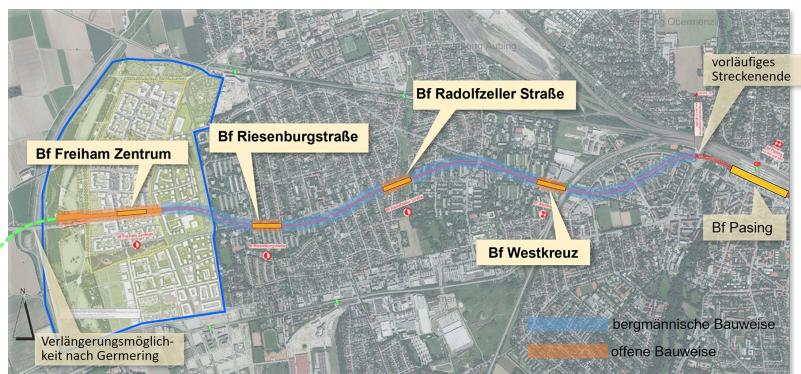 vorläufiges
Streckenende
Bf Radolfzeller Straße
Bf Riesenburgstraße
Bf Freiham Zentrum
Bf Pasing
Bf Westkreuz
N
bergmännische Bauweise
offene Bauweise
Verlängerungsmöglich-
keit nach Germering